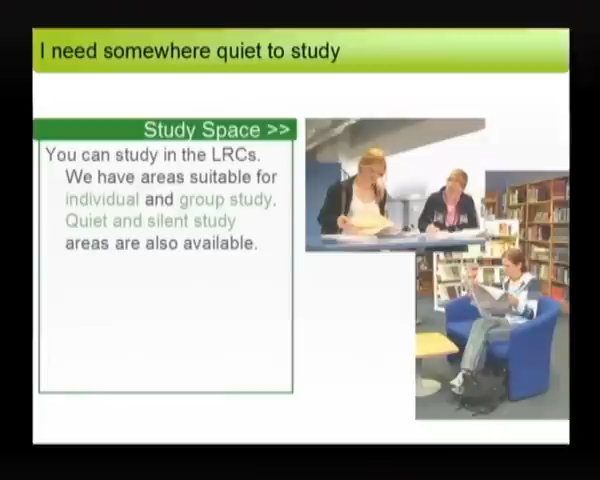 I need somewhere quiet to study
Study Space >>
You can study in the LRCs.
We have areas suitable for
individual and group study.
Quiet and silent study
areas are also available.